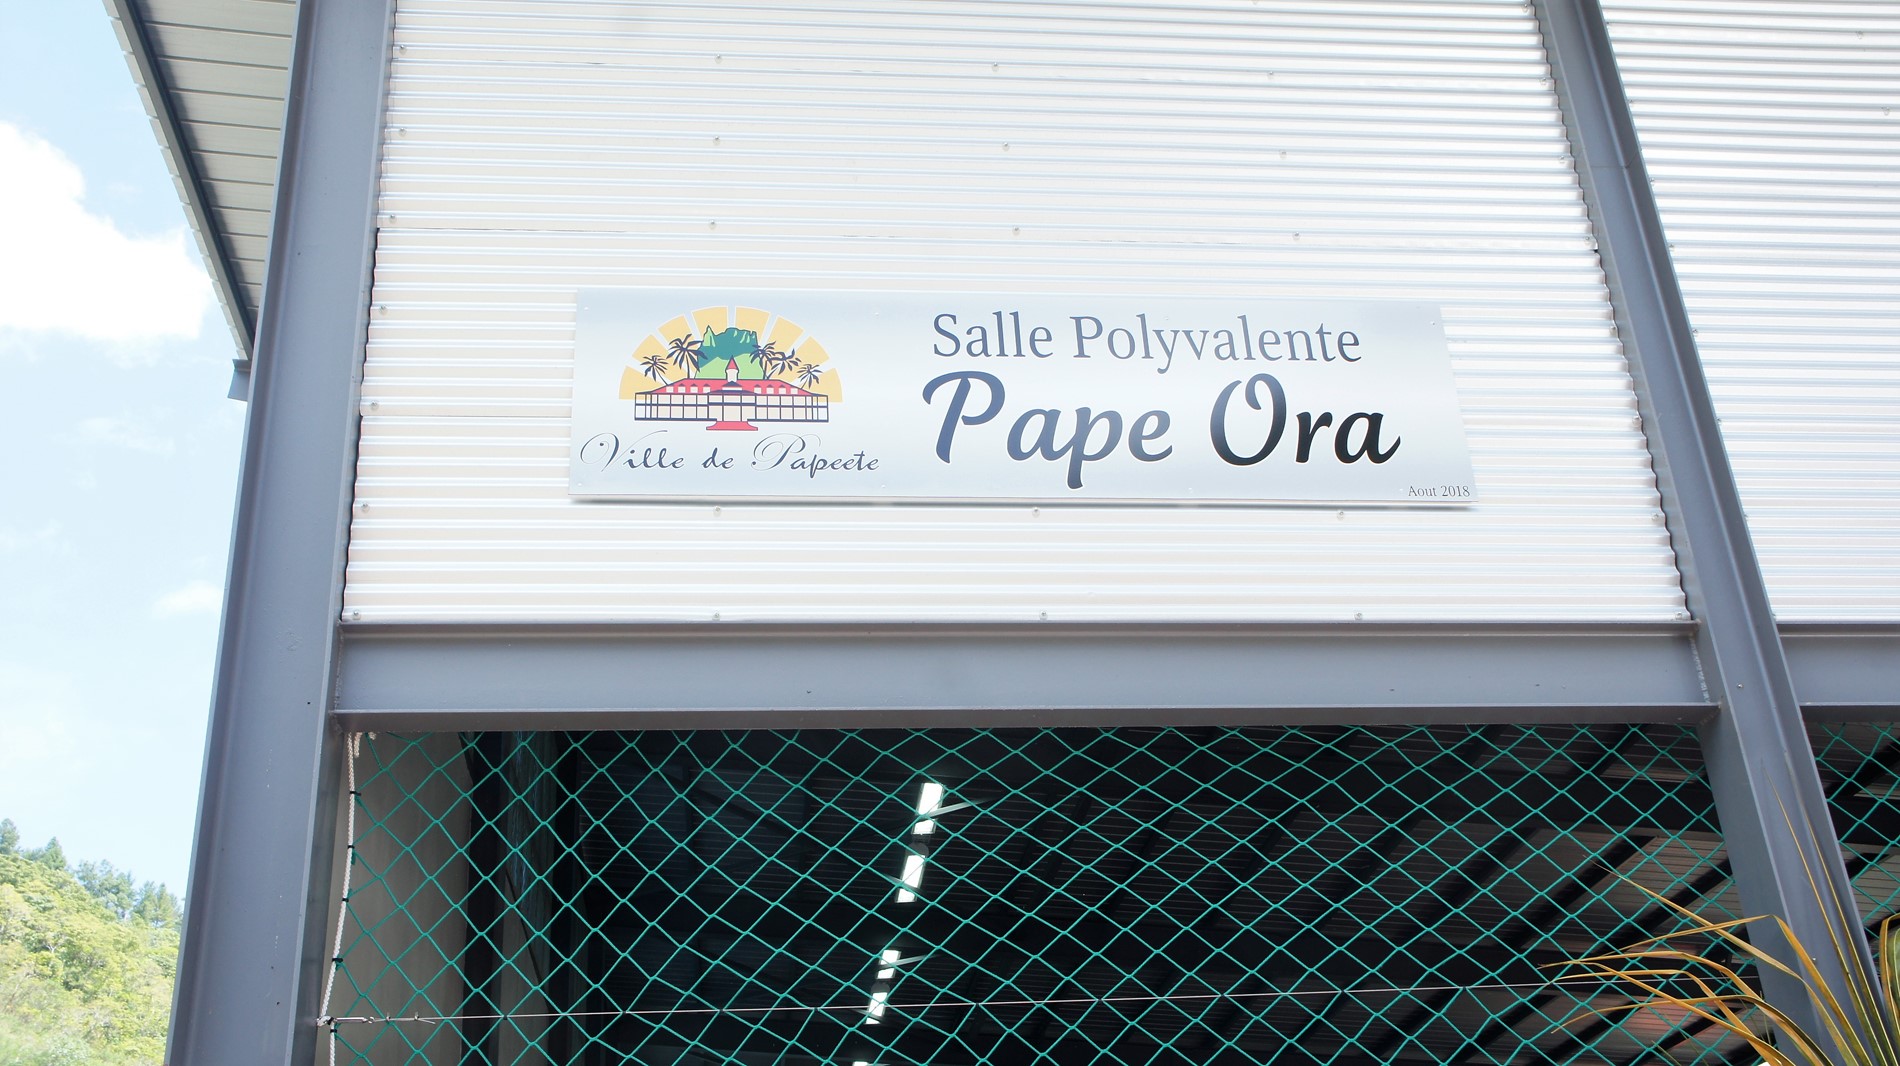 Salle Polyvalente
Pape Ora
Ville de Papeete
Aout 2018